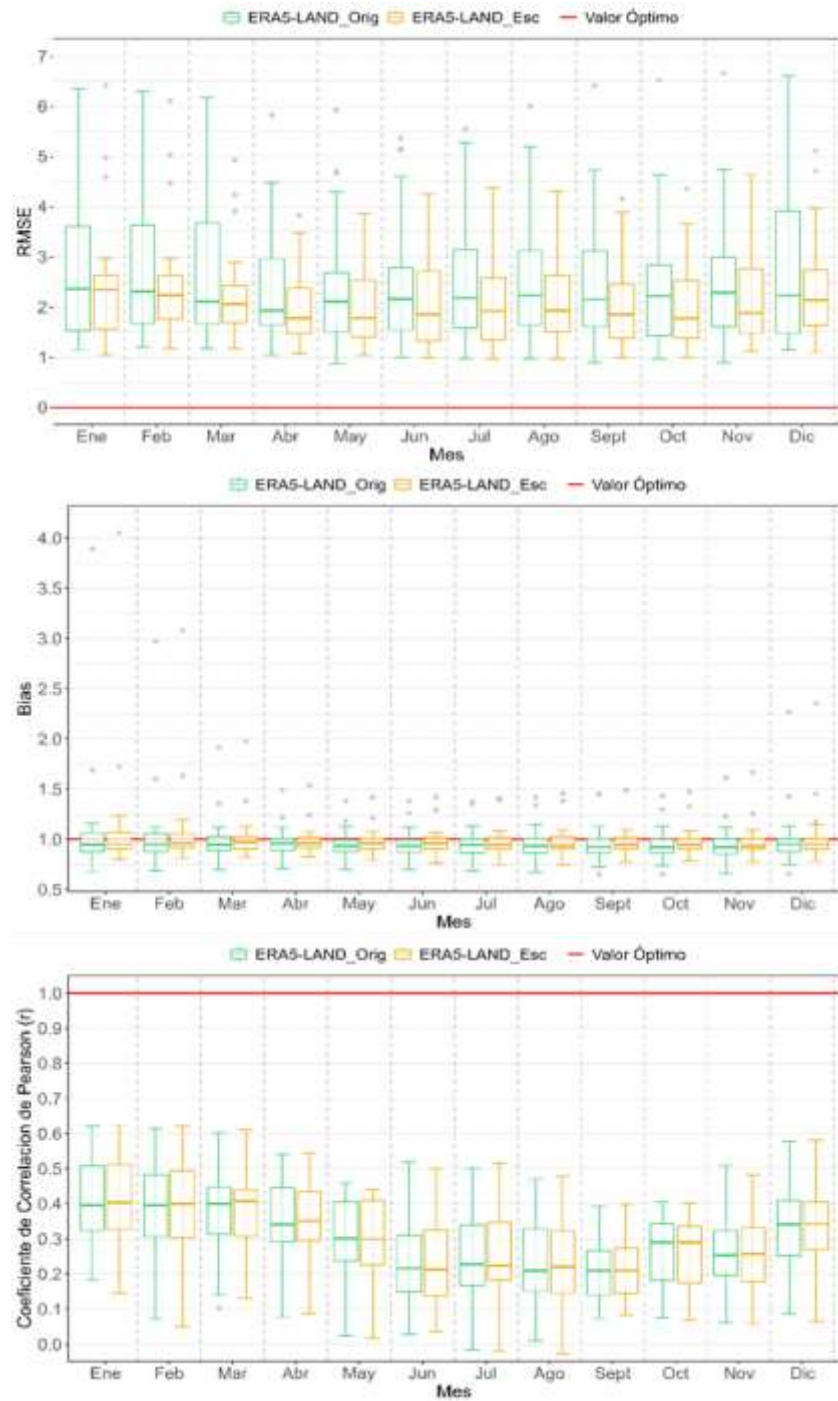 ERA5-LAND_Orig ERA5-LAND_Esc Valor Óptimo
7
6
5
4
3
2
1
0
RMSE
Ene Feb Mar Abr May Jun Jul Ago Sept Oct Nov Dic
Mes
ERA5-LAND_Orig ERA5-LAND_Esc Valor Óptimo
4.0
3.5
3.0
2.5
2.0
1.5
1.0
0.5
Bias
Ene Feb Mar Abr May Jun Jul Ago Sept Oct Nov Dic
Mes
ERA5-LAND_Orig ERA5-LAND_Esc Valor Óptimo
1.0
0.9
0.8
0.7
0.6
0.5
0.4
0.3
0.2
0.1
0.0
Coeficiente de Correlacion de Pearson (r)
Ene Feb Mar Abr May Jun Jul Ago Sept Oct Nov Dic
Mes